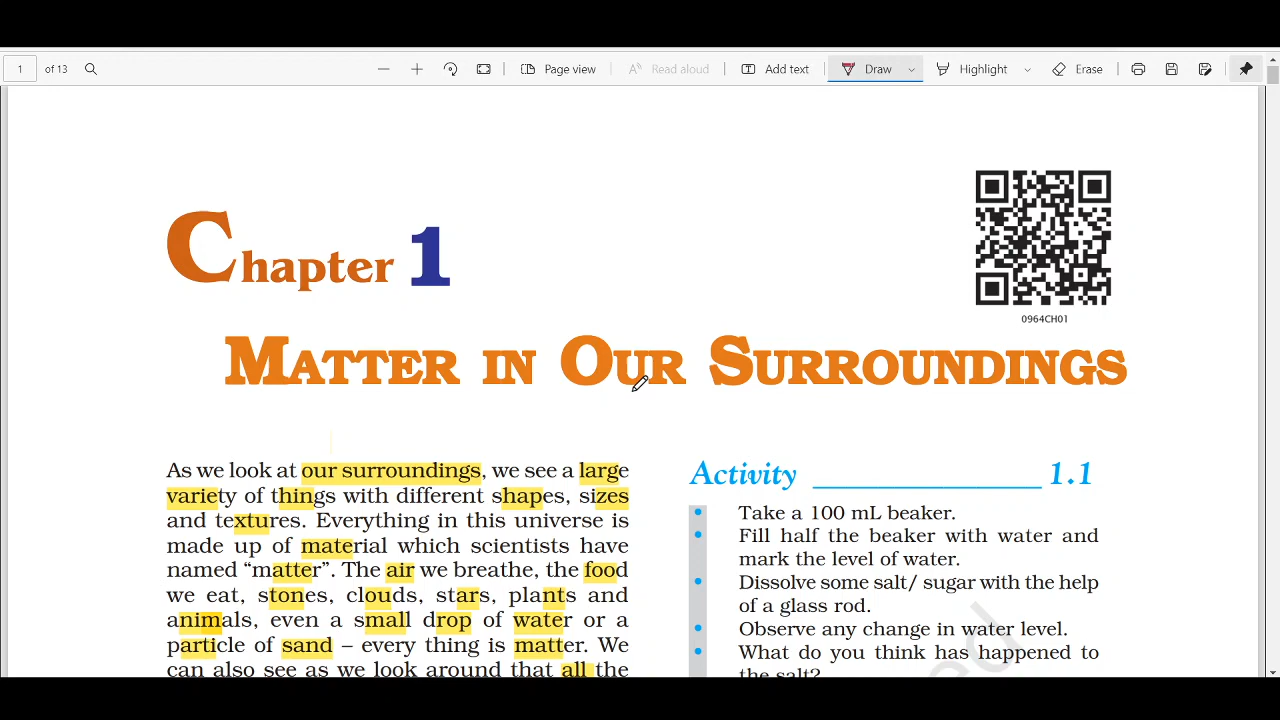 1 of 13 Page view Read aloud Add text Draw Highlight Erase
Chapter 1
0964CH01
MATTER IN OUR SURROUNDINGS
As we look at our surroundings, we see a large
variety of things with different shapes, sizes
and textures. Everything in this universe is
made up of material which scientists have
named “matter”. The air we breathe, the food
we eat, stones, clouds, stars, plants and
animals, even a small drop of water or a
particle of sand – every thing is matter. We
can also see as we look around that all the
Activity 1.1
• Take a 100 mL beaker.
• Fill half the beaker with water and
mark the level of water.
• Dissolve some salt/ sugar with the help
of a glass rod.
• Observe any change in water level.
• What do you think has happened to
the salt?